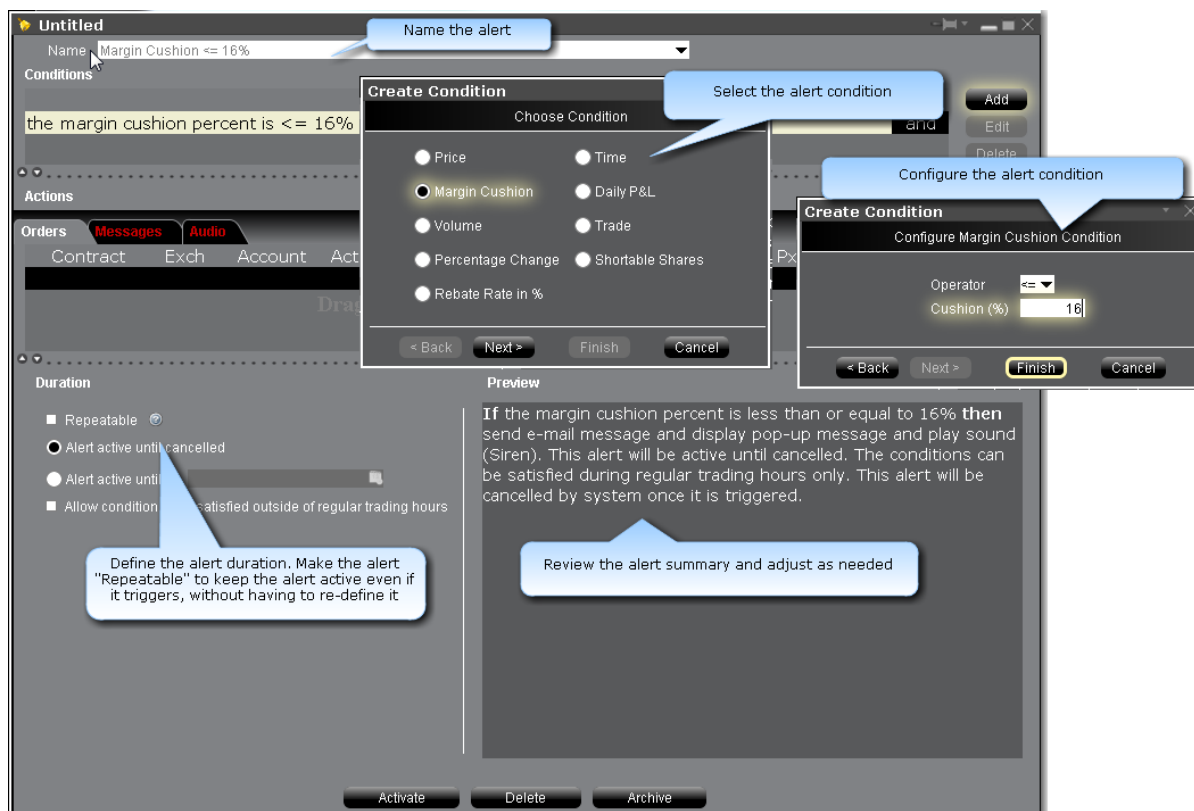 Untitled
Name the alert
Name Margin Cushion <= 16%
Conditions
Create Condition
Select the alert condition
Choose Condition
Add
the margin cushion percent is <= 16%
and
Edit
Price
Time
Delete
Configure the alert condition
Margin Cushion
Daily P&L
Actions
Create Condition
Volume
Trade
Orders Messages Audio
Configure Margin Cushion Condition
Contract Exch Account Act
Percentage Change
Shortable Shares
Px
Operator <=
Rebate Rate in %
Drag
Cushion (%) 16
< Back Next > Finish Cancel
< Back Next > Finish Cancel
Duration
Preview
Repeatable
Alert active until cancelled
Alert active until
Allow condition satisfied outside of regular trading hours
If the margin cushion percent is less than or equal to 16% then
send e-mail message and display pop-up message and play sound
(Siren). This alert will be active until cancelled. The conditions can
be satisfied during regular trading hours only. This alert will be
cancelled by system once it is triggered.
Define the alert duration. Make the alert
"Repeatable" to keep the alert active even if
it triggers, without having to re-define it
Review the alert summary and adjust as needed
Activate Delete Archive